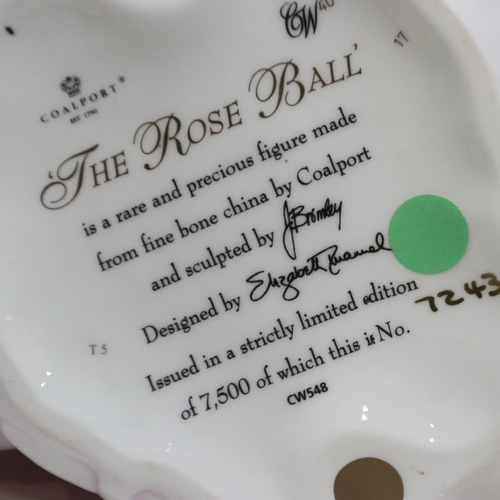 CW 40
17
COALPORT®
EST 1750
'THE ROSE BALL'
is a rare and precious figure made
from fine bone china by Coalport
and sculpted by J. Bromley
Designed by Elizabeth Emanuel
Issued in a strictly limited edition
of 7,500 of which this is No. 7243
T5
CW548